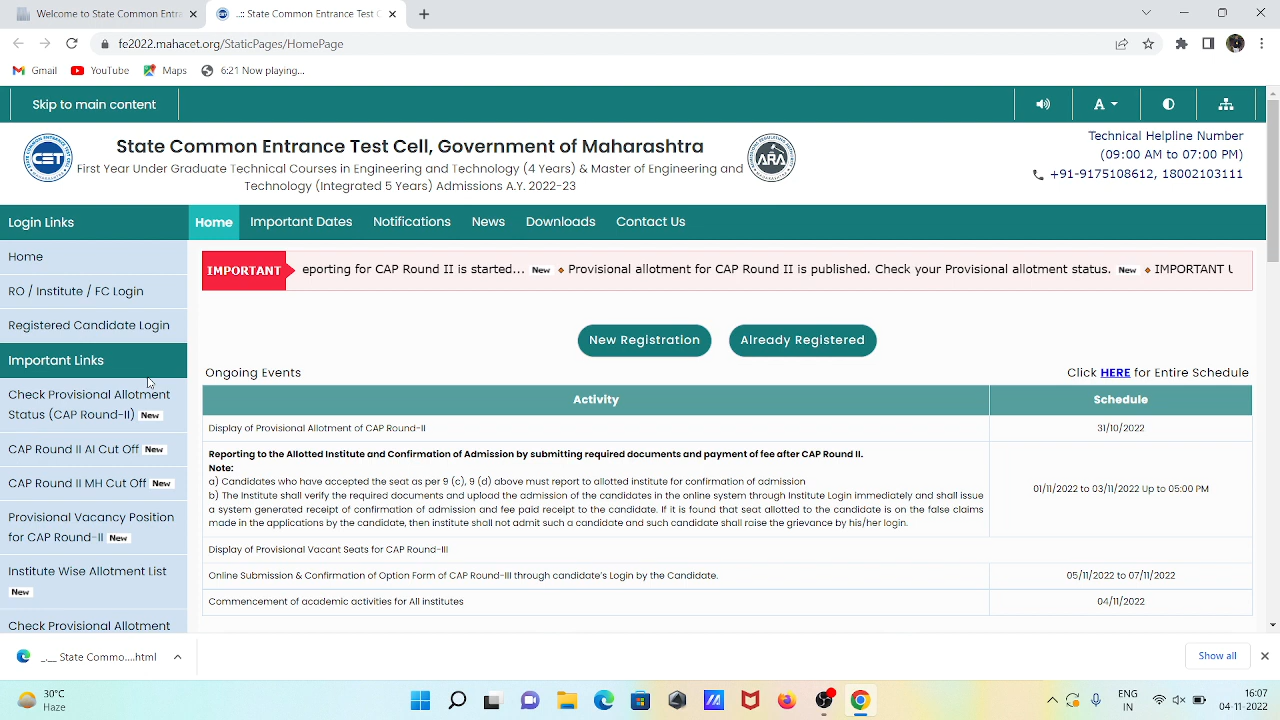 Welcome to State Common Entra
..:: State Common Entrance Test C
fe2022.mahacet.org/StaticPages/HomePage
Gmail YouTube Maps 6:21 Now playing...
Skip to main content
A
CET
State Common Entrance Test Cell, Government of Maharashtra
First Year Under Graduate Technical Courses in Engineering and Technology (4 Years) & Master of Engineering and
Technology (Integrated 5 Years) Admissions A.Y. 2022-23
ARA
Technical Helpline Number
(09:00 AM to 07:00 PM)
+91-9175108612, 18002103111
Login Links
Home Important Dates Notifications News Downloads Contact Us
Home
RO / Institute / FC Login
Registered Candidate Login
Important Links
Check Provisional Allotment
Status (CAP Round-II) New
CAP Round II AI Cut Off New
CAP Round II MH Cut Off New
Provisional Vacancy Position
for CAP Round-II New
Institute Wise Allotment List
New
Check Provisional Allotment
IMPORTANT
eporting for CAP Round II is started... New Provisional allotment for CAP Round II is published. Check your Provisional allotment status. New IMPORTANT
New Registration Already Registered
Ongoing Events
Click HERE for Entire Schedule
Activity Schedule
Display of Provisional Allotment of CAP Round-II 31/10/2022
Reporting to the Allotted Institute and Confirmation of Admission by submitting required documents and payment of fee after CAP Round II.
Note:
a) Candidates who have accepted the seat as per 9 (c), 9 (d) above must report to allotted institute for confirmation of admission
b) The Institute shall verify the required documents and upload the admission of the candidates in the online system through Institute Login immediately and shall issue
a system generated receipt of confirmation of admission and fee paid receipt to the candidate. If it is found that seat allotted to the candidate is on the false claims
made in the applications by the candidate, then institute shall not admit such a candidate and such candidate shall raise the grievance by his/her login.
01/11/2022 to 03/11/2022 Up to 05:00 PM
Display of Provisional Vacant Seats for CAP Round-III
Online Submission & Confirmation of Option Form of CAP Round-III through candidate's Login by the Candidate. 05/11/2022 to 07/11/2022
Commencement of academic activities for All institutes 04/11/2022
_.__ State Commo....html
Show all
30°C
Haze
ENG
IN
16:07
04-11-2022